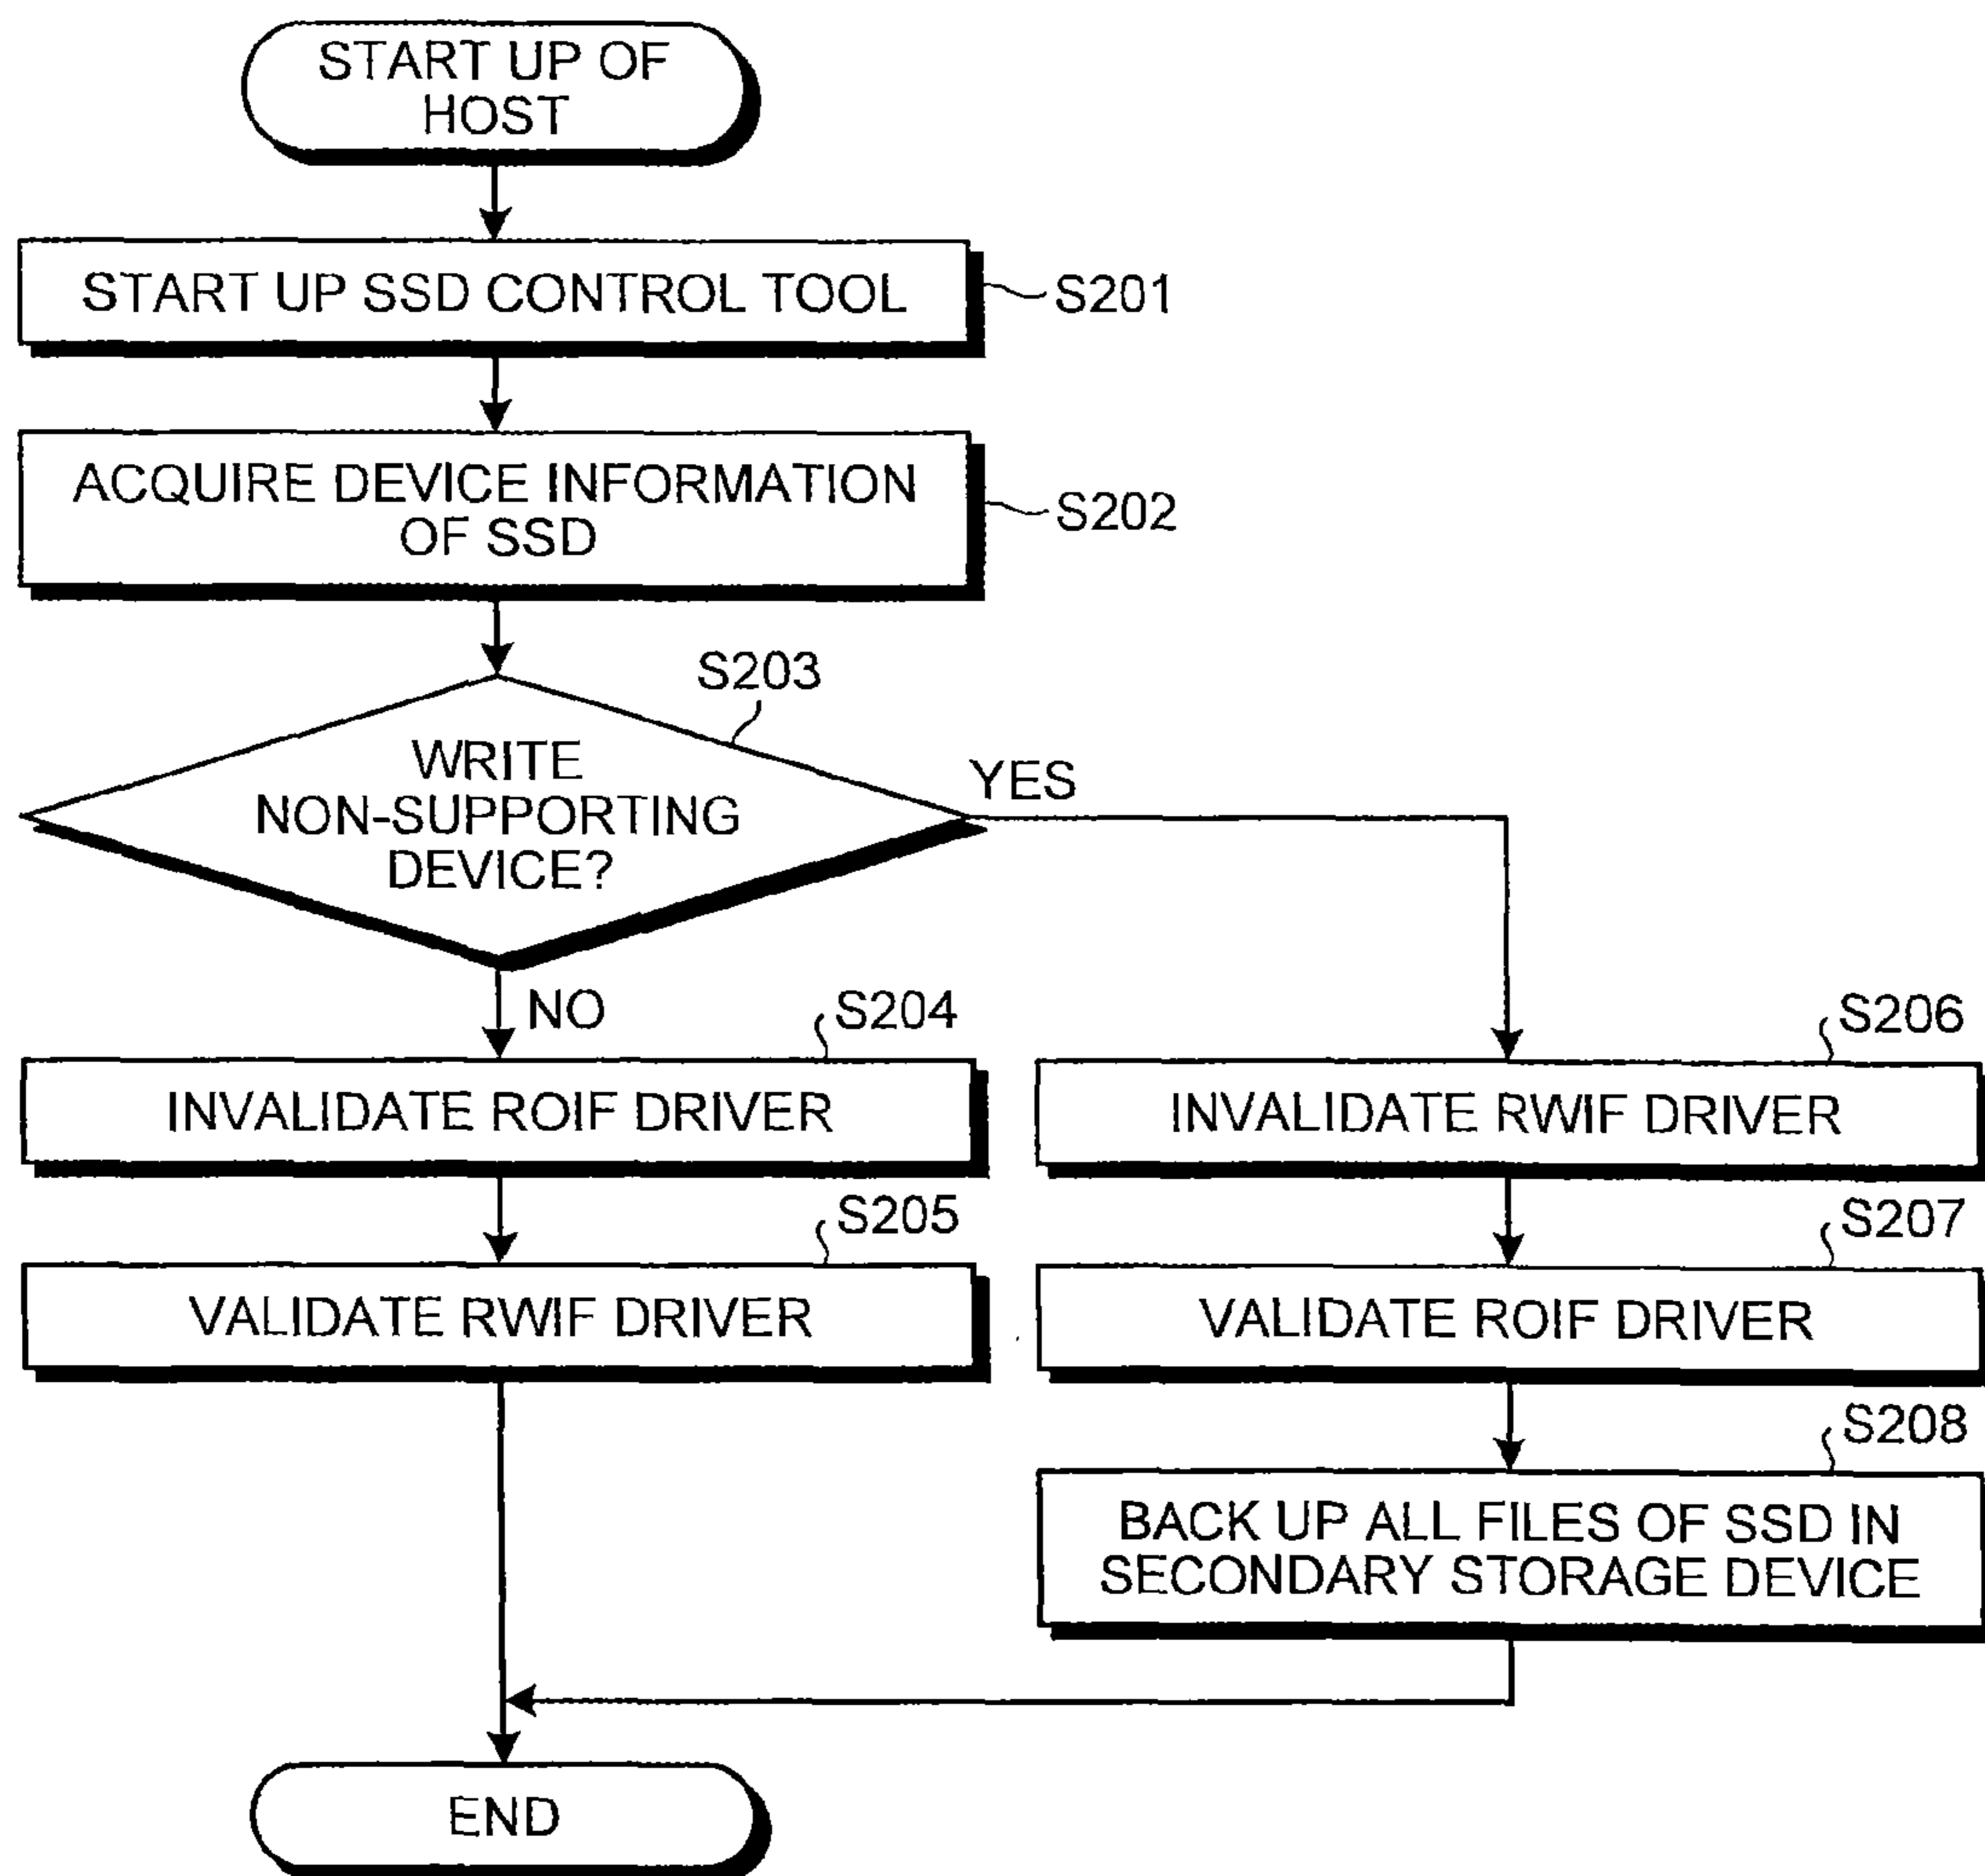 START UP OF
HOST
START UP SSD CONTROL TOOL
S201
ACQUIRE DEVICE INFORMATION
OF SSD
S202
S203
WRITE
NON-SUPPORTING
DEVICE?
YES
NO
S204
INVALIDATE ROIF DRIVER
S206
INVALIDATE RWIF DRIVER
S205
VALIDATE RWIF DRIVER
S207
VALIDATE ROIF DRIVER
S208
BACK UP ALL FILES OF SSD IN
SECONDARY STORAGE DEVICE
END